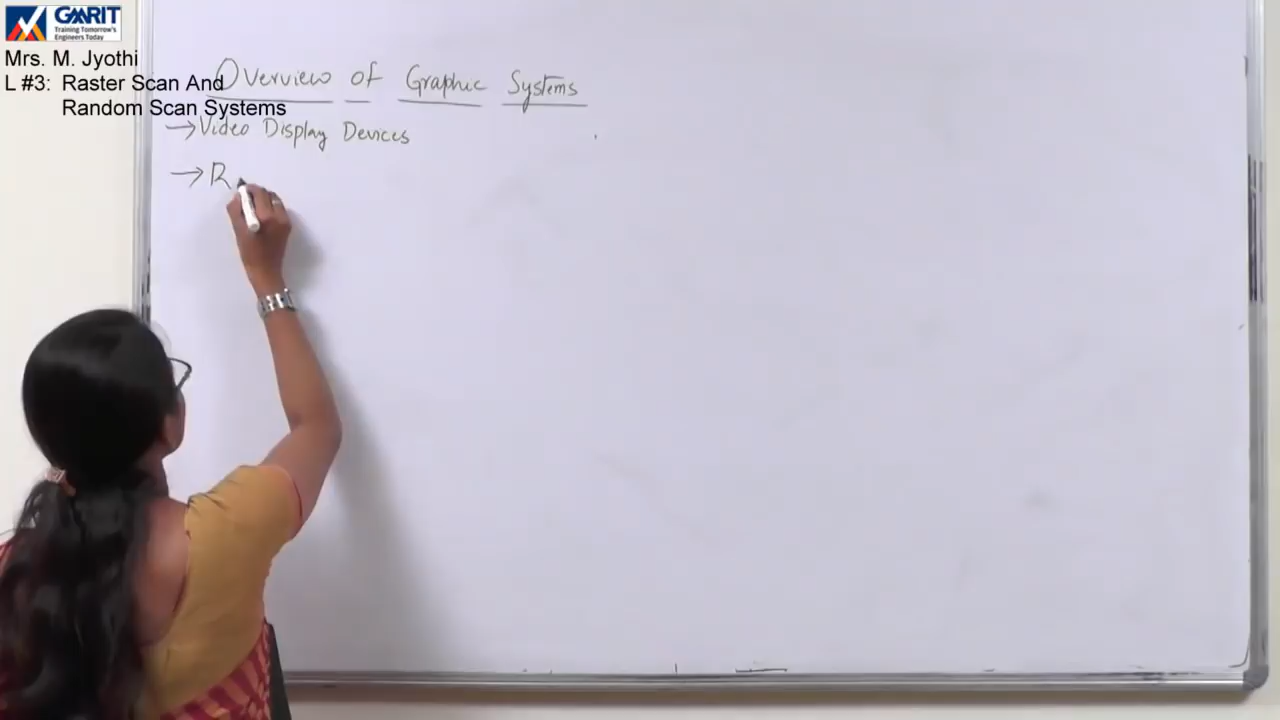 GMRIT
Training Tomorrow's
Engineers Today
Mrs. M. Jyothi
L #3: Raster Scan And
Random Scan Systems
Overview of Graphic Systems
→Video Display Devices
→R